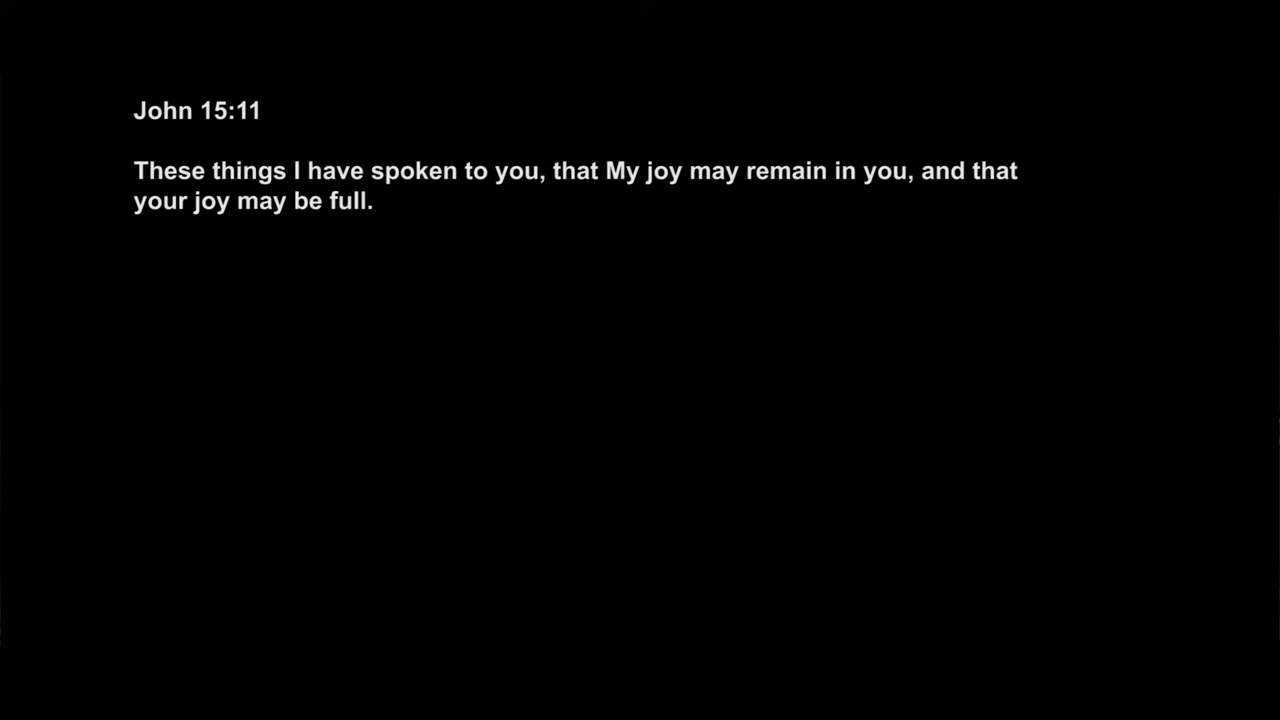 John 15:11
These things I have spoken to you, that My joy may remain in you, and that
your joy may be full.